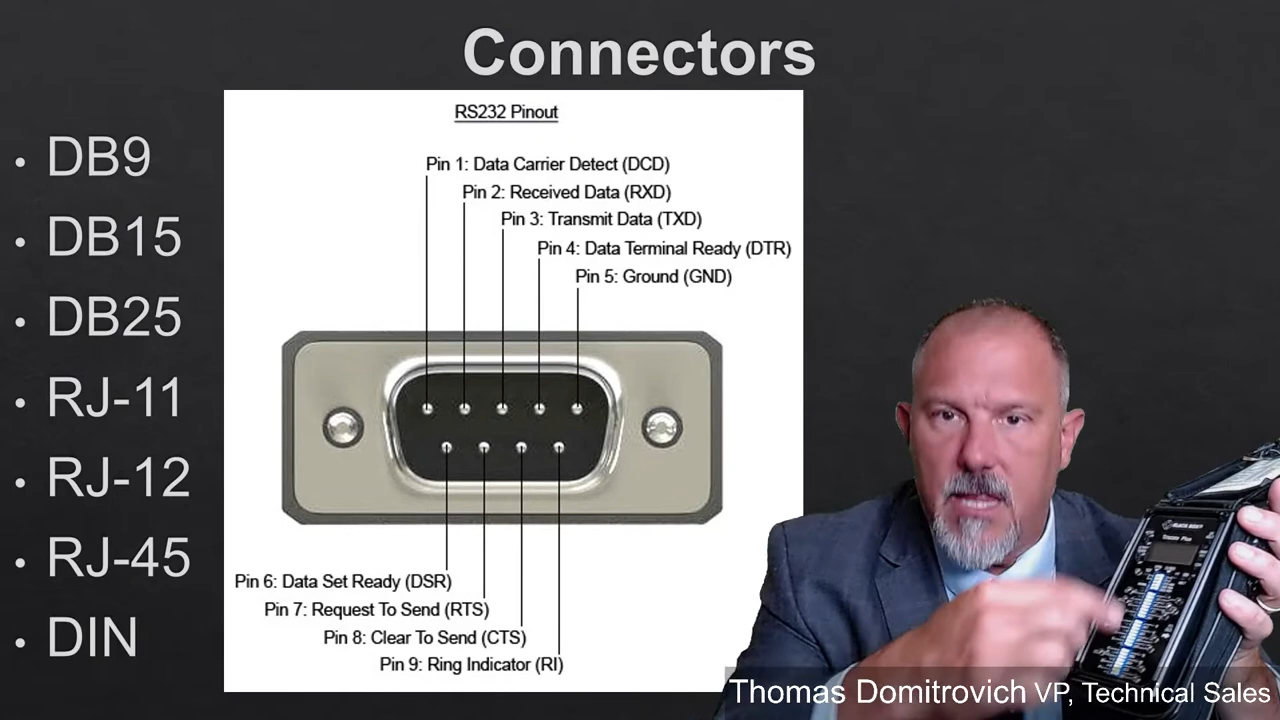 Connectors
• DB9
• DB15
• DB25
• RJ-11
• RJ-12
• RJ-45
• DIN
RS232 Pinout
Pin 1: Data Carrier Detect (DCD)
Pin 2: Received Data (RXD)
Pin 3: Transmit Data (TXD)
Pin 4: Data Terminal Ready (DTR)
Pin 5: Ground (GND)
Pin 6: Data Set Ready (DSR)
Pin 7: Request To Send (RTS)
Pin 8: Clear To Send (CTS)
Pin 9: Ring Indicator (RI)
BLACK BOX
Thomas Domitrovich VP, Technical Sales